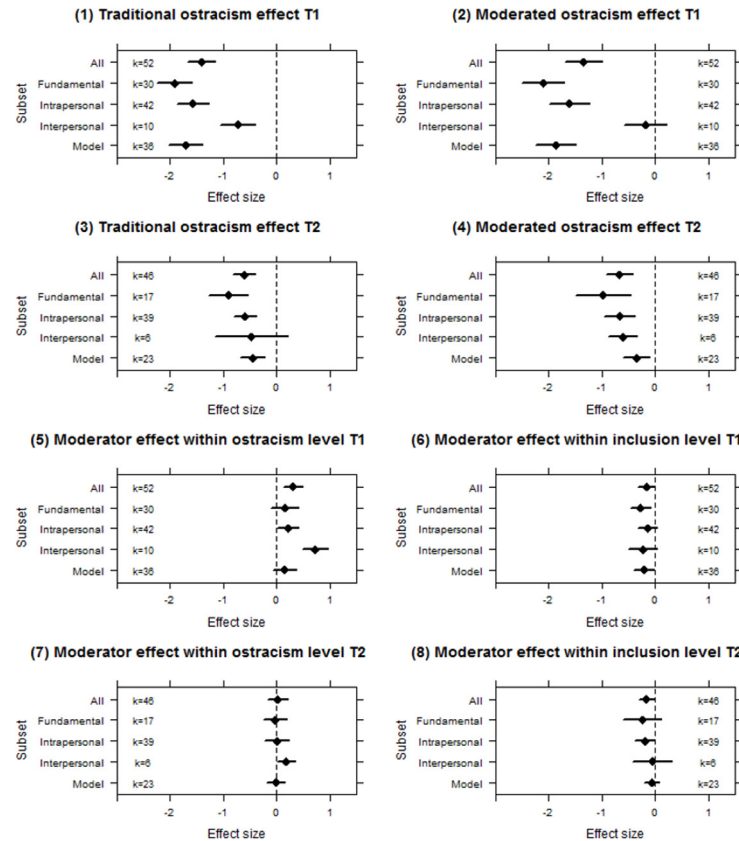 (1) Traditional ostracism effect T1
All k=52
Fundamental k=30
Intrapersonal k=42
Interpersonal k=10
Model k=36
Subset
-2 -1 0 1
Effect size
(2) Moderated ostracism effect T1
All k=52
Fundamental k=30
Intrapersonal k=42
Interpersonal k=10
Model k=36
Subset
-2 -1 0 1
Effect size
(3) Traditional ostracism effect T2
All k=46
Fundamental k=17
Intrapersonal k=39
Interpersonal k=6
Model k=23
Subset
-2 -1 0 1
Effect size
(4) Moderated ostracism effect T2
All k=46
Fundamental k=17
Intrapersonal k=39
Interpersonal k=6
Model k=23
Subset
-2 -1 0 1
Effect size
(5) Moderator effect within ostracism level T1
All k=52
Fundamental k=30
Intrapersonal k=42
Interpersonal k=10
Model k=36
Subset
-2 -1 0 1
Effect size
(6) Moderator effect within inclusion level T1
All k=52
Fundamental k=30
Intrapersonal k=42
Interpersonal k=10
Model k=36
Subset
-2 -1 0 1
Effect size
(7) Moderator effect within ostracism level T2
All k=46
Fundamental k=17
Intrapersonal k=39
Interpersonal k=6
Model k=23
Subset
-2 -1 0 1
Effect size
(8) Moderator effect within inclusion level T2
All k=46
Fundamental k=17
Intrapersonal k=39
Interpersonal k=6
Model k=23
Subset
-2 -1 0 1
Effect size